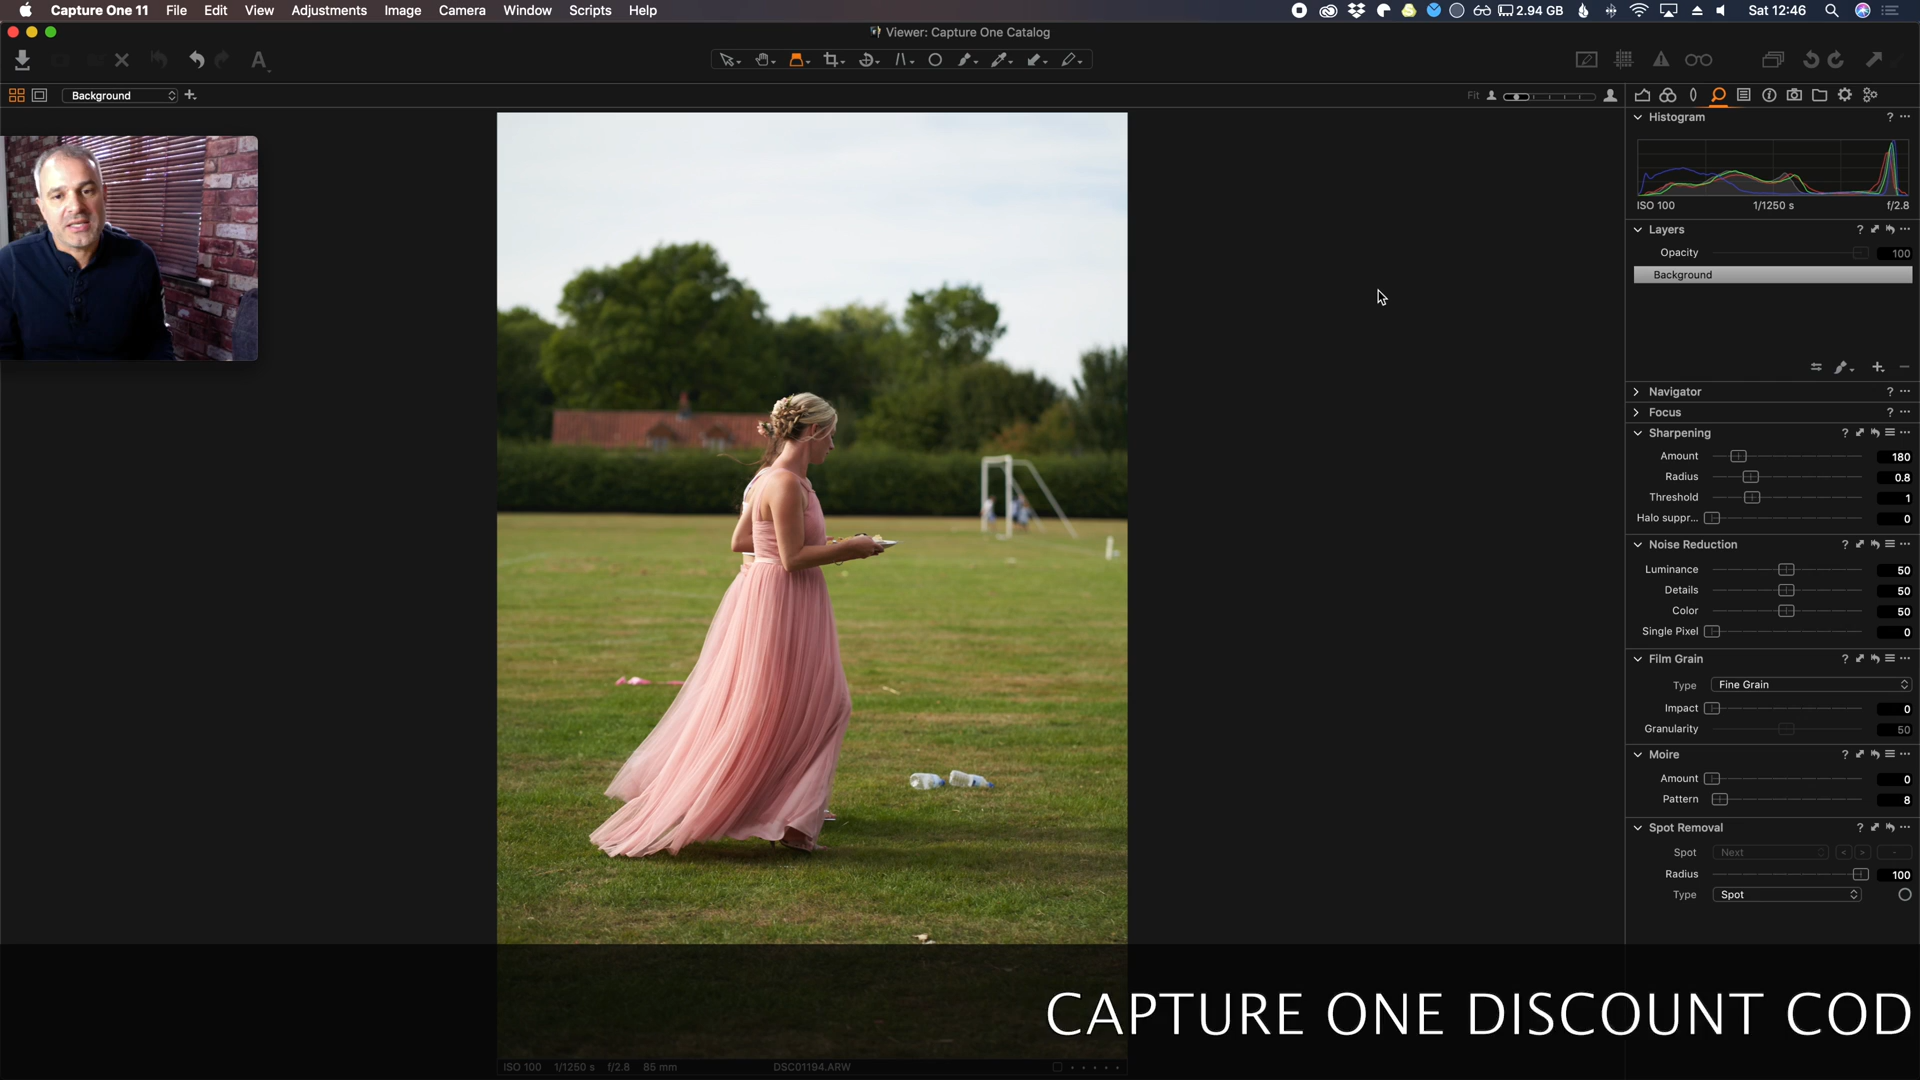 Capture One 11 File Edit View Adjustments Image Camera Window Scripts Help 2.94 GB Sat 12:46
Viewer: Capture One Catalog
A
Background Fit
Histogram ?
ISO 100 1/1250 s f/2.8
Layers ?
Opacity 100
Background
Navigator ?
Focus ?
Sharpening ?
Amount 180
Radius 0.8
Threshold 1
Halo suppr... 0
Noise Reduction ?
Luminance 50
Details 50
Color 50
Single Pixel 0
Film Grain ?
Type Fine Grain
Impact 0
Granularity 50
Moire ?
Amount 0
Pattern 8
Spot Removal ?
Spot Next < > -
Radius 100
Type Spot
CAPTURE ONE DISCOUNT COD
ISO 100 1/1250 s f/2.8 85 mm DSC01194.ARW